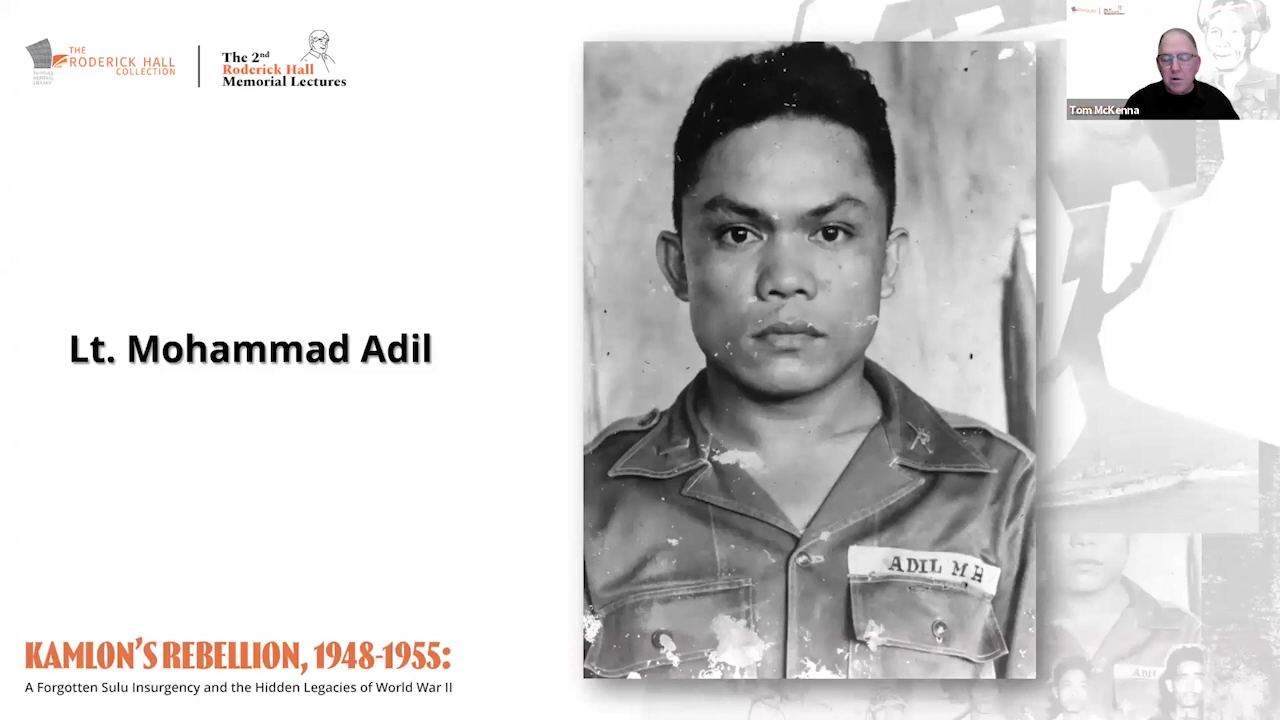 THE
RODERICK HALL
COLLECTION
The 2nd
Roderick Hall
Memorial Lectures
Tom McKenna
Lt. Mohammad Adil
ADIL M H
KAMLON'S REBELLION, 1948-1955:
A Forgotten Sulu Insurgency and the Hidden Legacies of World War II